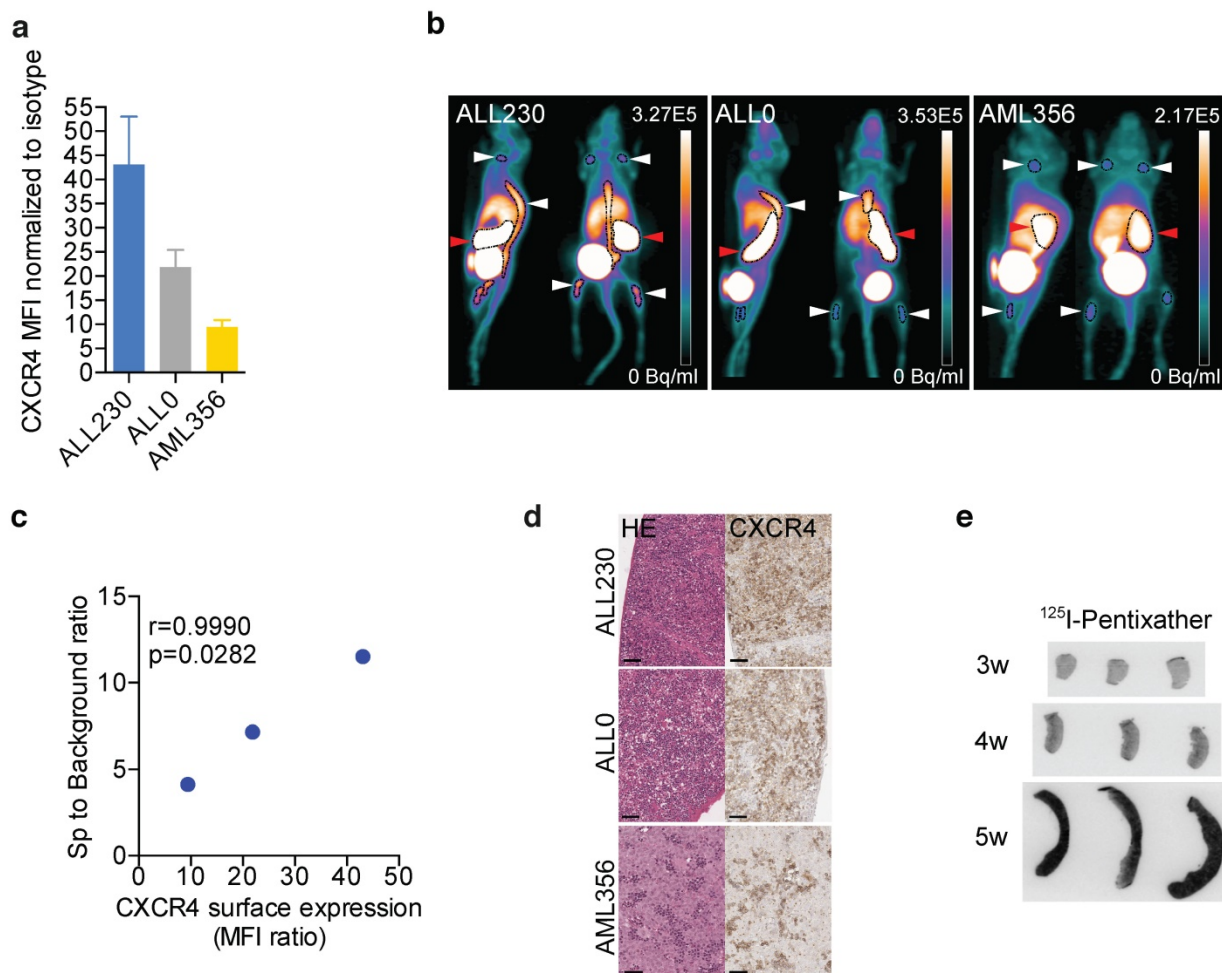 a
CXCR4 MFI normalized to isotype
55
50
45
40
35
30
25
20
15
10
5
0
ALL230
ALL0
AML356
b
ALL230
3.27E5
0 Bq/ml
ALL0
3.53E5
0 Bq/ml
AML356
2.17E5
0 Bq/ml
c
Sp to Background ratio
15
10
5
0
r=0.9990
p=0.0282
0 10 20 30 40 50
CXCR4 surface expression
(MFI ratio)
d
HE
CXCR4
ALL230
ALL0
AML356
e
¹²⁵I-Pentixather
3w
4w
5w